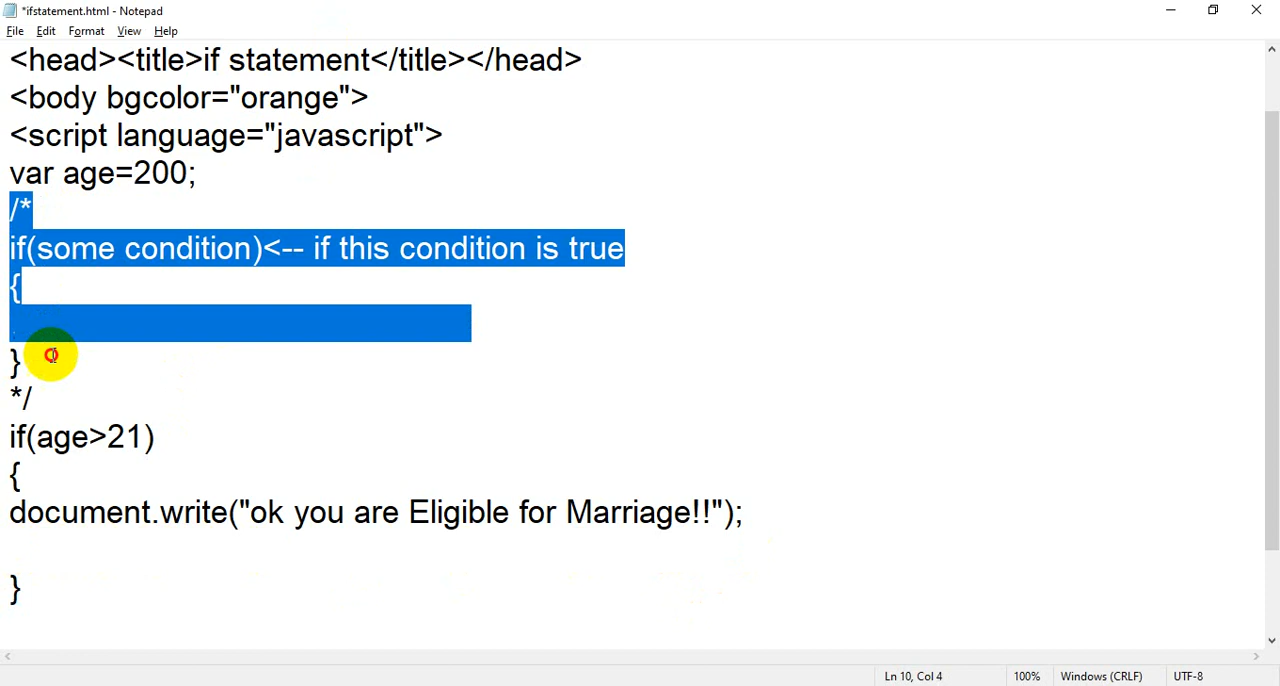 *ifstatement.html - Notepad
File Edit Format View Help
<head><title>if statement</title></head>
<body bgcolor="orange">
<script language="javascript">
var age=200;
/*
if(some condition)<-- if this condition is true
{
}
*/
if(age>21)
{
document.write("ok you are Eligible for Marriage!!");
}
Ln 10, Col 4 100% Windows (CRLF) UTF-8